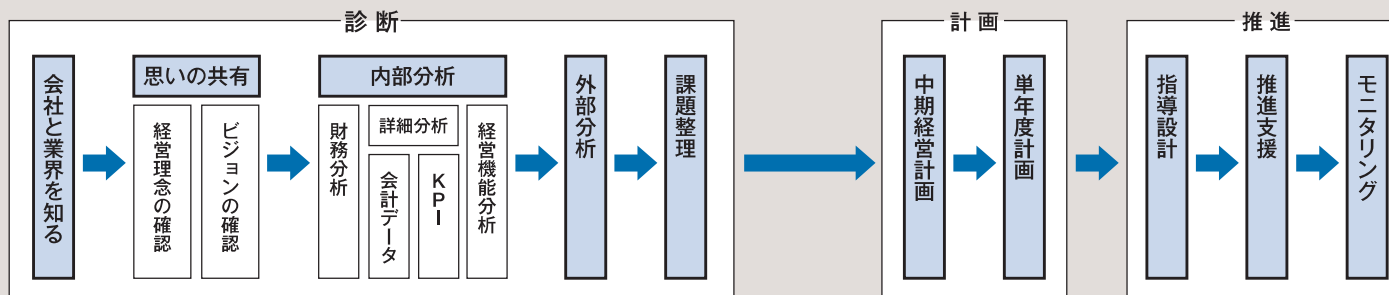 診断
会社と業界を知る
思いの共有
経営理念の確認
ビジョンの確認
内部分析
財務分析
詳細分析
会計データ
KPI
経営機能分析
外部分析
課題整理
計画
中期経営計画
単年度計画
推進
指導設計
推進支援
モニタリング